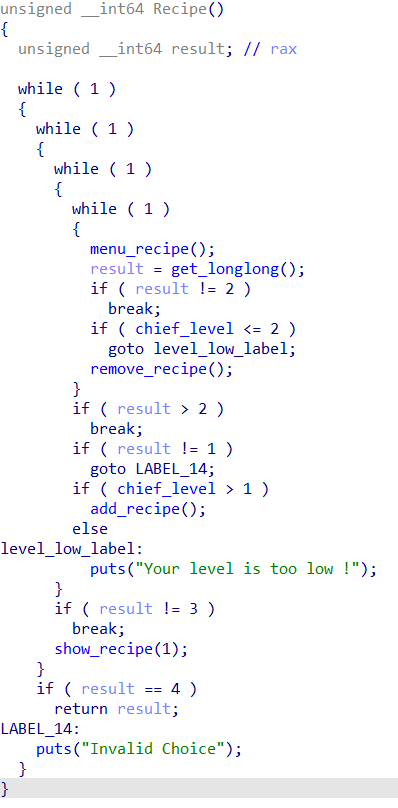 unsigned __int64 Recipe()
{
  unsigned __int64 result; // rax

  while ( 1 )
  {
    while ( 1 )
    {
      while ( 1 )
      {
        while ( 1 )
        {
          menu_recipe();
          result = get_longlong();
          if ( result != 2 )
            break;
          if ( chief_level <= 2 )
            goto level_low_label;
          remove_recipe();
        }
        if ( result > 2 )
          break;
        if ( result != 1 )
          goto LABEL_14;
        if ( chief_level > 1 )
          add_recipe();
        else
level_low_label:
          puts("Your level is too low !");
      }
      if ( result != 3 )
        break;
      show_recipe(1);
    }
    if ( result == 4 )
      return result;
LABEL_14:
    puts("Invalid Choice");
  }
}